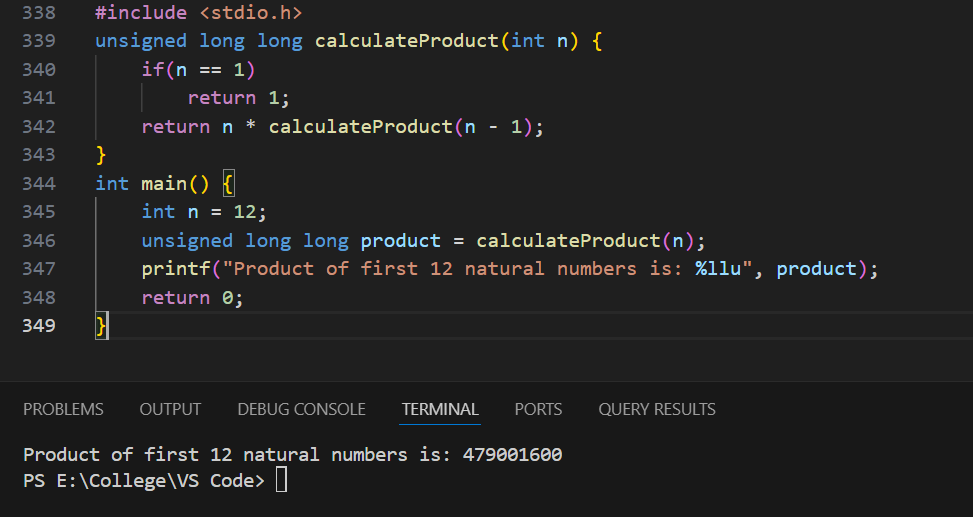 338 #include <stdio.h>
339 unsigned long long calculateProduct(int n) {
340     if(n == 1)
341         return 1;
342     return n * calculateProduct(n - 1);
343 }
344 int main() {
345     int n = 12;
346     unsigned long long product = calculateProduct(n);
347     printf("Product of first 12 natural numbers is: %llu", product);
348     return 0;
349 }
PROBLEMS OUTPUT DEBUG CONSOLE TERMINAL PORTS QUERY RESULTS
Product of first 12 natural numbers is: 479001600
PS E:\College\VS Code>